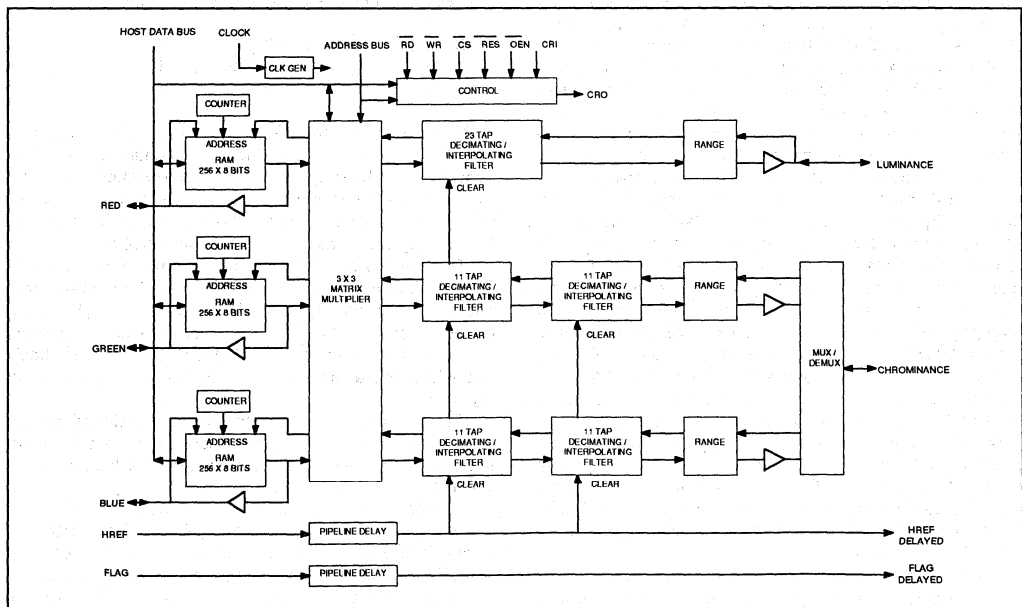 HOST DATA BUS
CLOCK
ADDRESS BUS
RD WR CS RES OEN CRI
CLK GEN
CONTROL
CRO
COUNTER
ADDRESS
RAM
256 X 8 BITS
RED
23 TAP
DECIMATING /
INTERPOLATING
FILTER
CLEAR
RANGE
LUMINANCE
COUNTER
ADDRESS
RAM
256 X 8 BITS
GREEN
3 X 3
MATRIX
MULTIPLIER
11 TAP
DECIMATING /
INTERPOLATING
FILTER
CLEAR
11 TAP
DECIMATING /
INTERPOLATING
FILTER
CLEAR
RANGE
MUX /
DEMUX
CHROMINANCE
COUNTER
ADDRESS
RAM
256 X 8 BITS
BLUE
11 TAP
DECIMATING /
INTERPOLATING
FILTER
CLEAR
11 TAP
DECIMATING /
INTERPOLATING
FILTER
CLEAR
RANGE
HREF
PIPELINE DELAY
HREF
DELAYED
FLAG
PIPELINE DELAY
FLAG
DELAYED